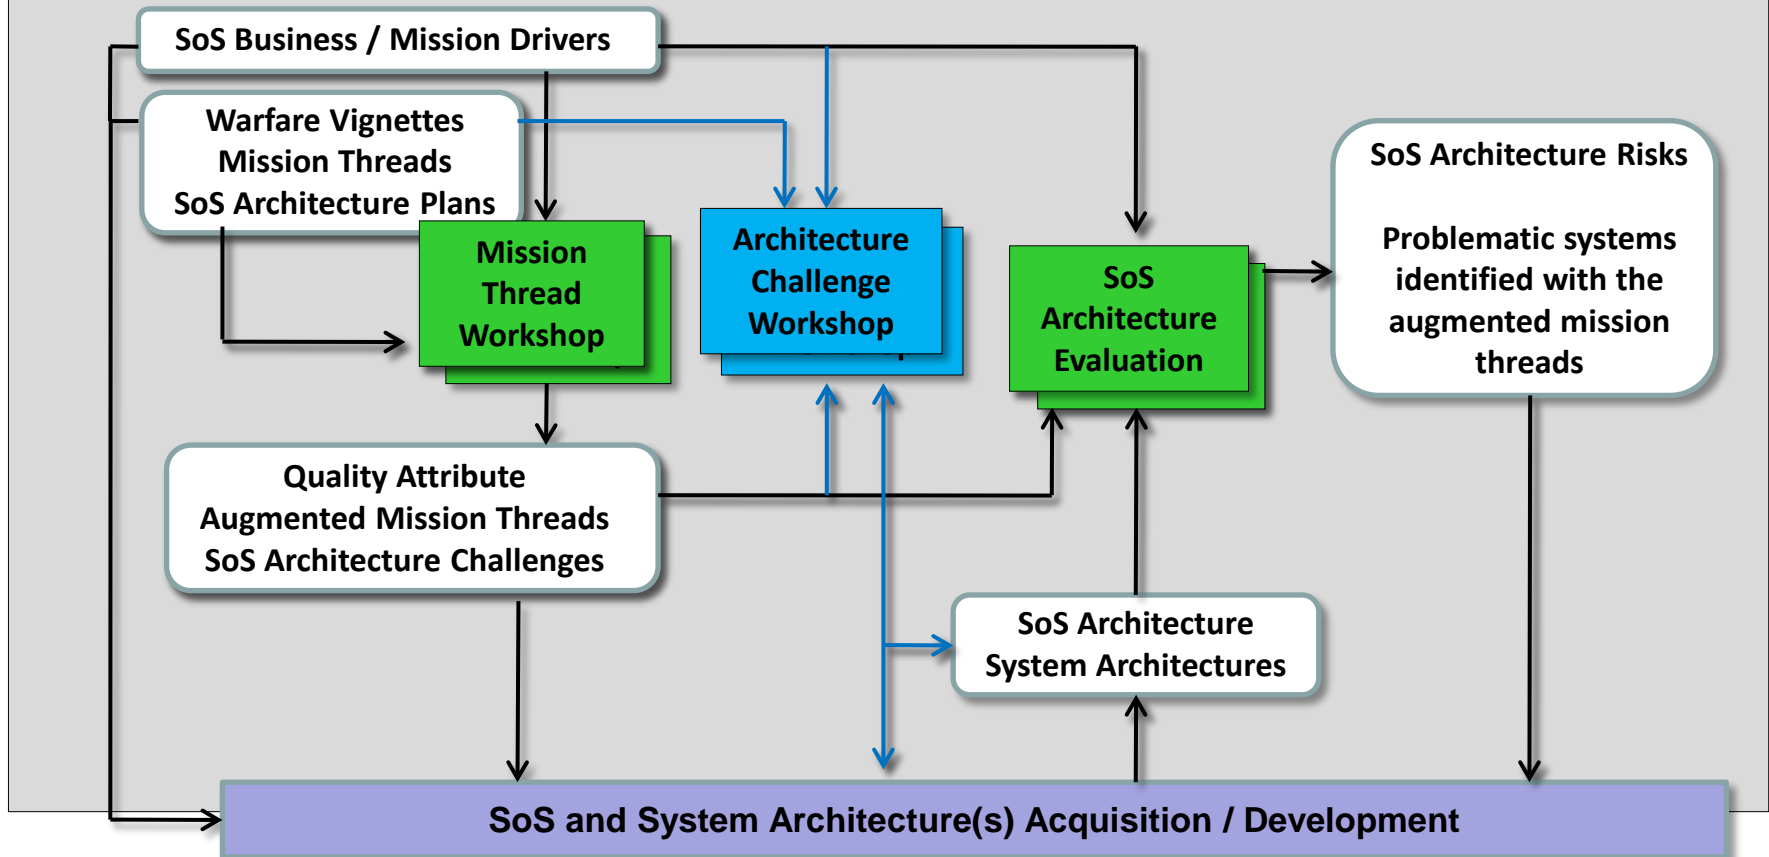 SoS Business / Mission Drivers
Warfare Vignettes
Mission Threads
SoS Architecture Plans
Mission
Thread
Workshop
Architecture
Challenge
Workshop
SoS
Architecture
Evaluation
SoS Architecture Risks
Problematic systems
identified with the
augmented mission
threads
Quality Attribute
Augmented Mission Threads
SoS Architecture Challenges
SoS Architecture
System Architectures
SoS and System Architecture(s) Acquisition / Development